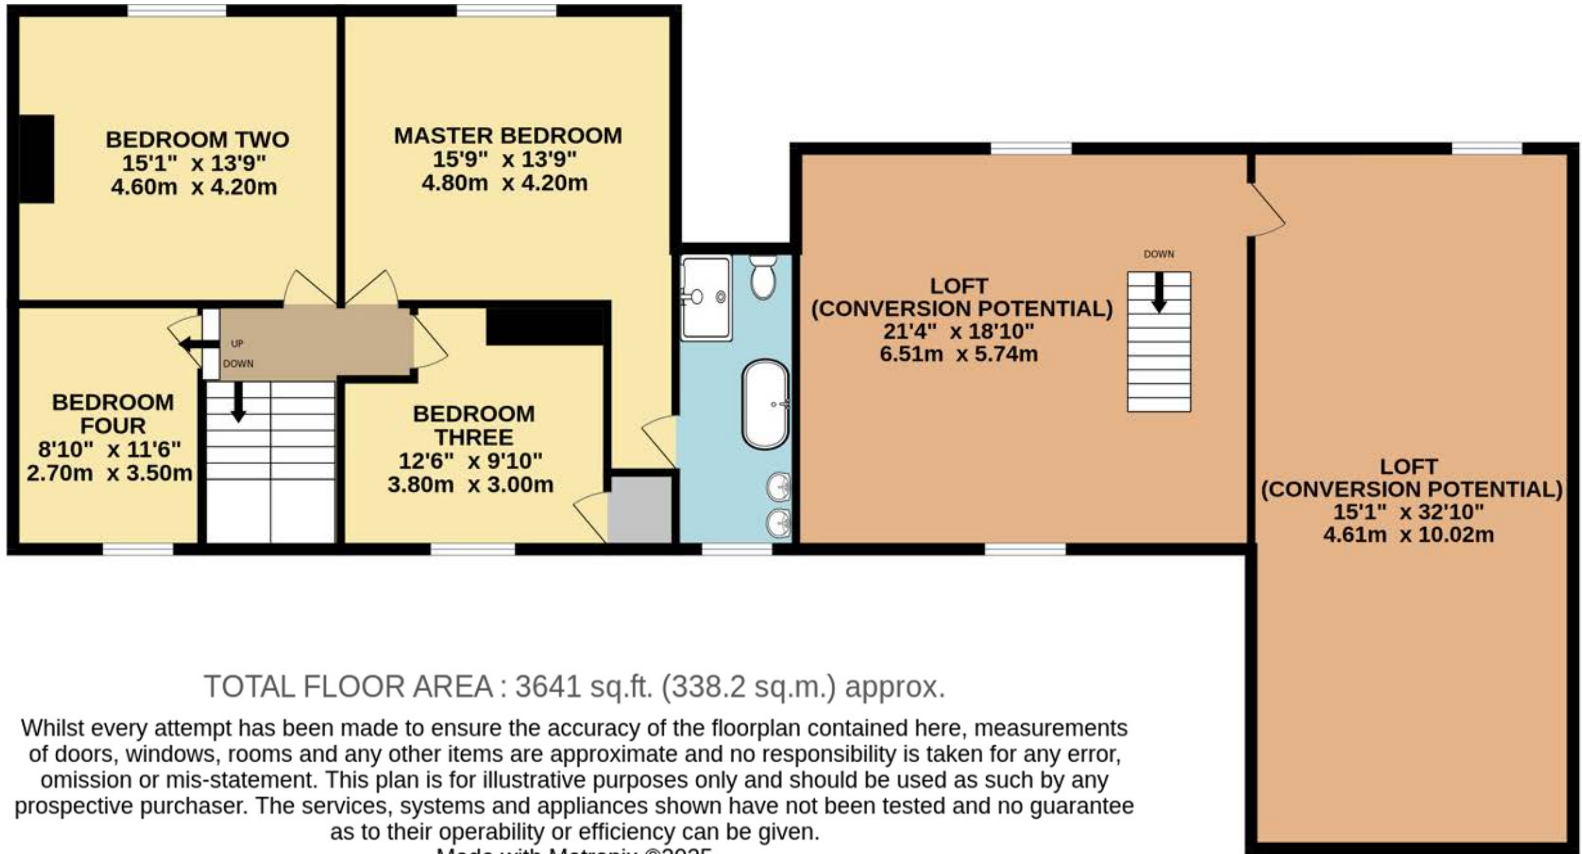 BEDROOM TWO
15'1" x 13'9"
4.60m x 4.20m
MASTER BEDROOM
15'9" x 13'9"
4.80m x 4.20m
UP
DOWN
BEDROOM
FOUR
8'10" x 11'6"
2.70m x 3.50m
BEDROOM
THREE
12'6" x 9'10"
3.80m x 3.00m
DOWN
LOFT
(CONVERSION POTENTIAL)
21'4" x 18'10"
6.51m x 5.74m
LOFT
(CONVERSION POTENTIAL)
15'1" x 32'10"
4.61m x 10.02m
TOTAL FLOOR AREA : 3641 sq.ft. (338.2 sq.m.) approx.
Whilst every attempt has been made to ensure the accuracy of the floorplan contained here, measurements
of doors, windows, rooms and any other items are approximate and no responsibility is taken for any error,
omission or mis-statement. This plan is for illustrative purposes only and should be used as such by any
prospective purchaser. The services, systems and appliances shown have not been tested and no guarantee
as to their operability or efficiency can be given.
Made with Metropix ©2025